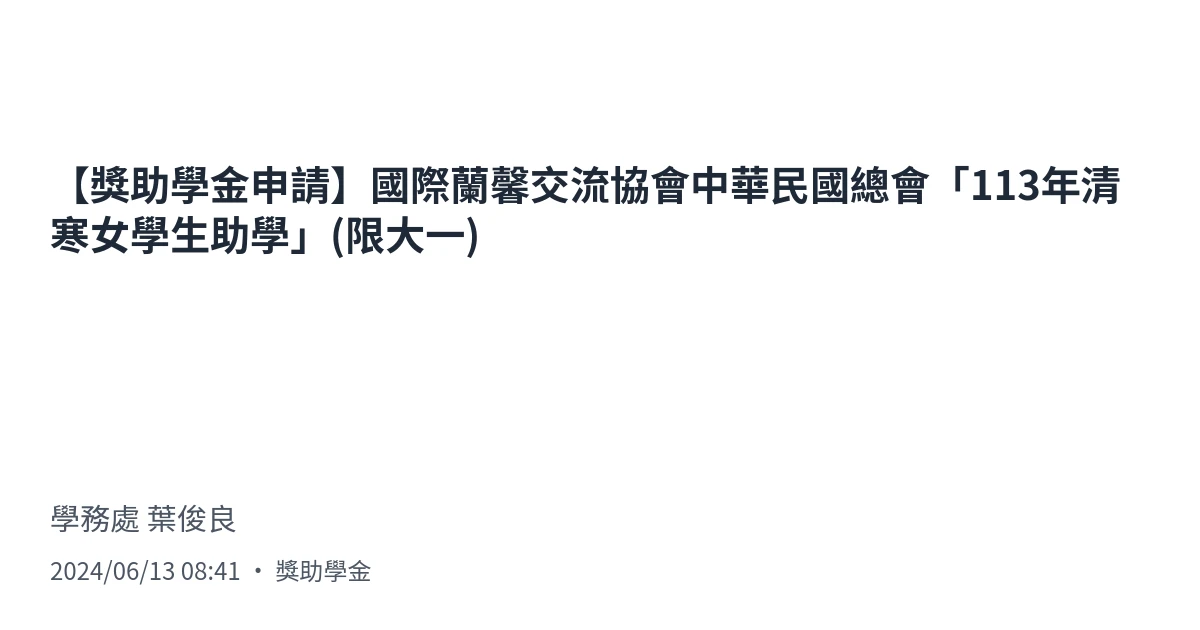 【獎助學金申請】國際蘭馨交流協會中華民國總會「113年清
寒女學生助學」(限大一)
學務處 葉俊良
2024/06/13 08:41 • 獎助學金